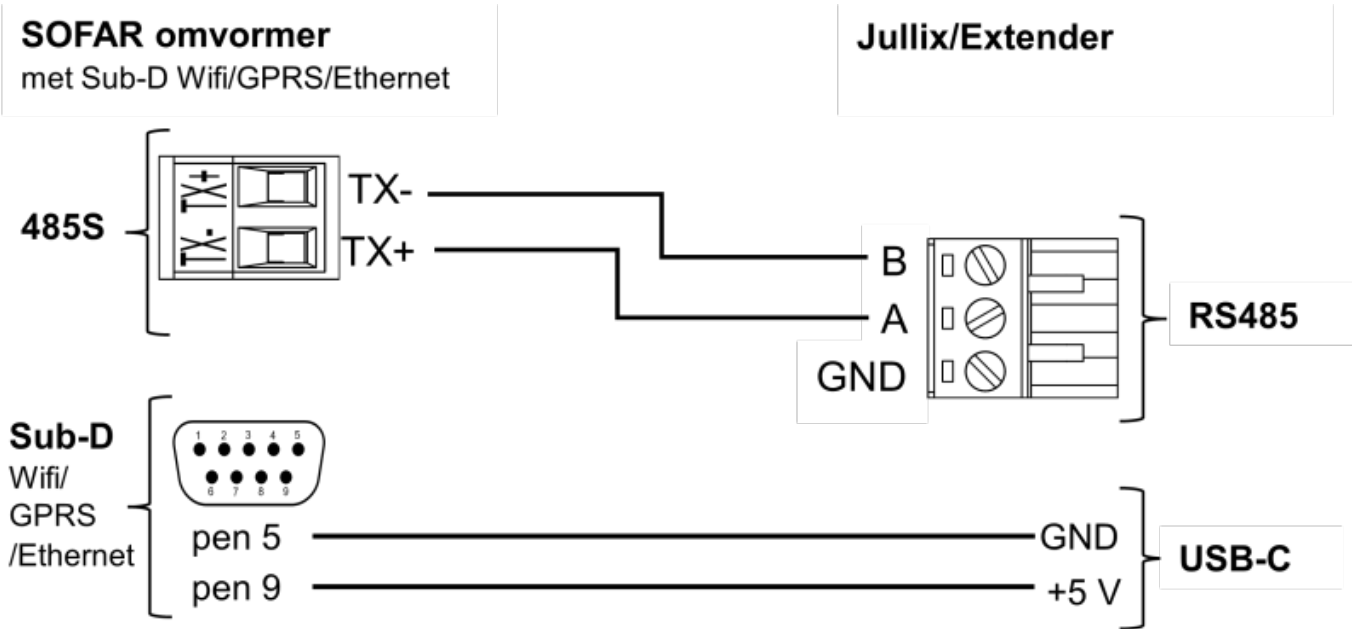 SOFAR omvormer
met Sub-D Wifi/GPRS/Ethernet
Jullix/Extender
485S
TX+
TX-
TX-
TX+
B
A
GND
RS485
Sub-D
Wifi/
GPRS
/Ethernet
1 2 3 4 5
6 7 8 9
pen 5
pen 9
GND
+5 V
USB-C